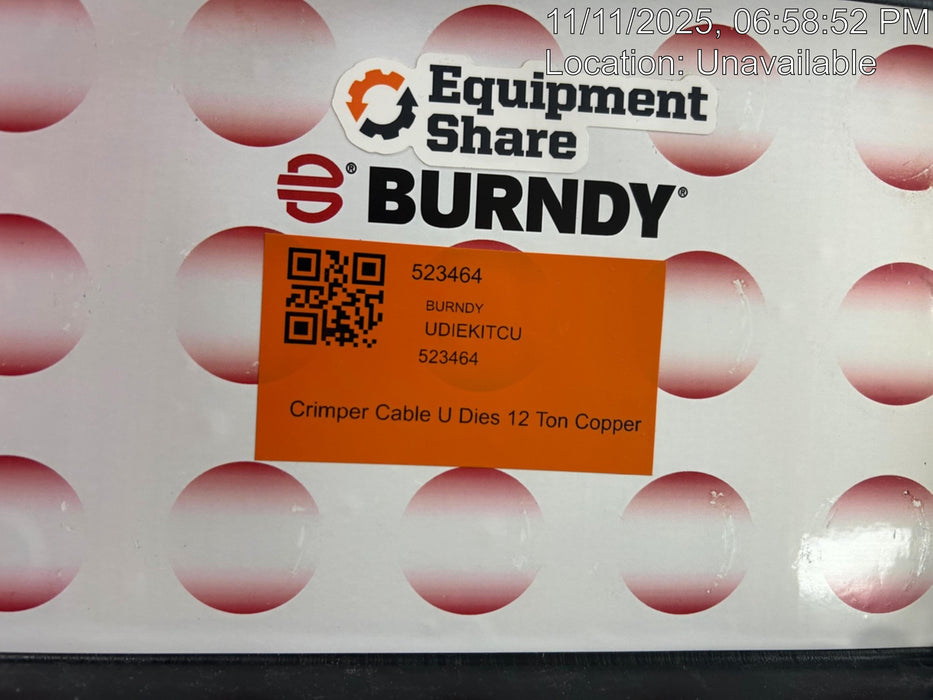 11/11/2025, 06:58:52 PM
Location: Unavailable
Equipment
Share
® BURNDY®
523464
BURNDY
UDIEKITCU
523464
Crimper Cable U Dies 12 Ton Copper